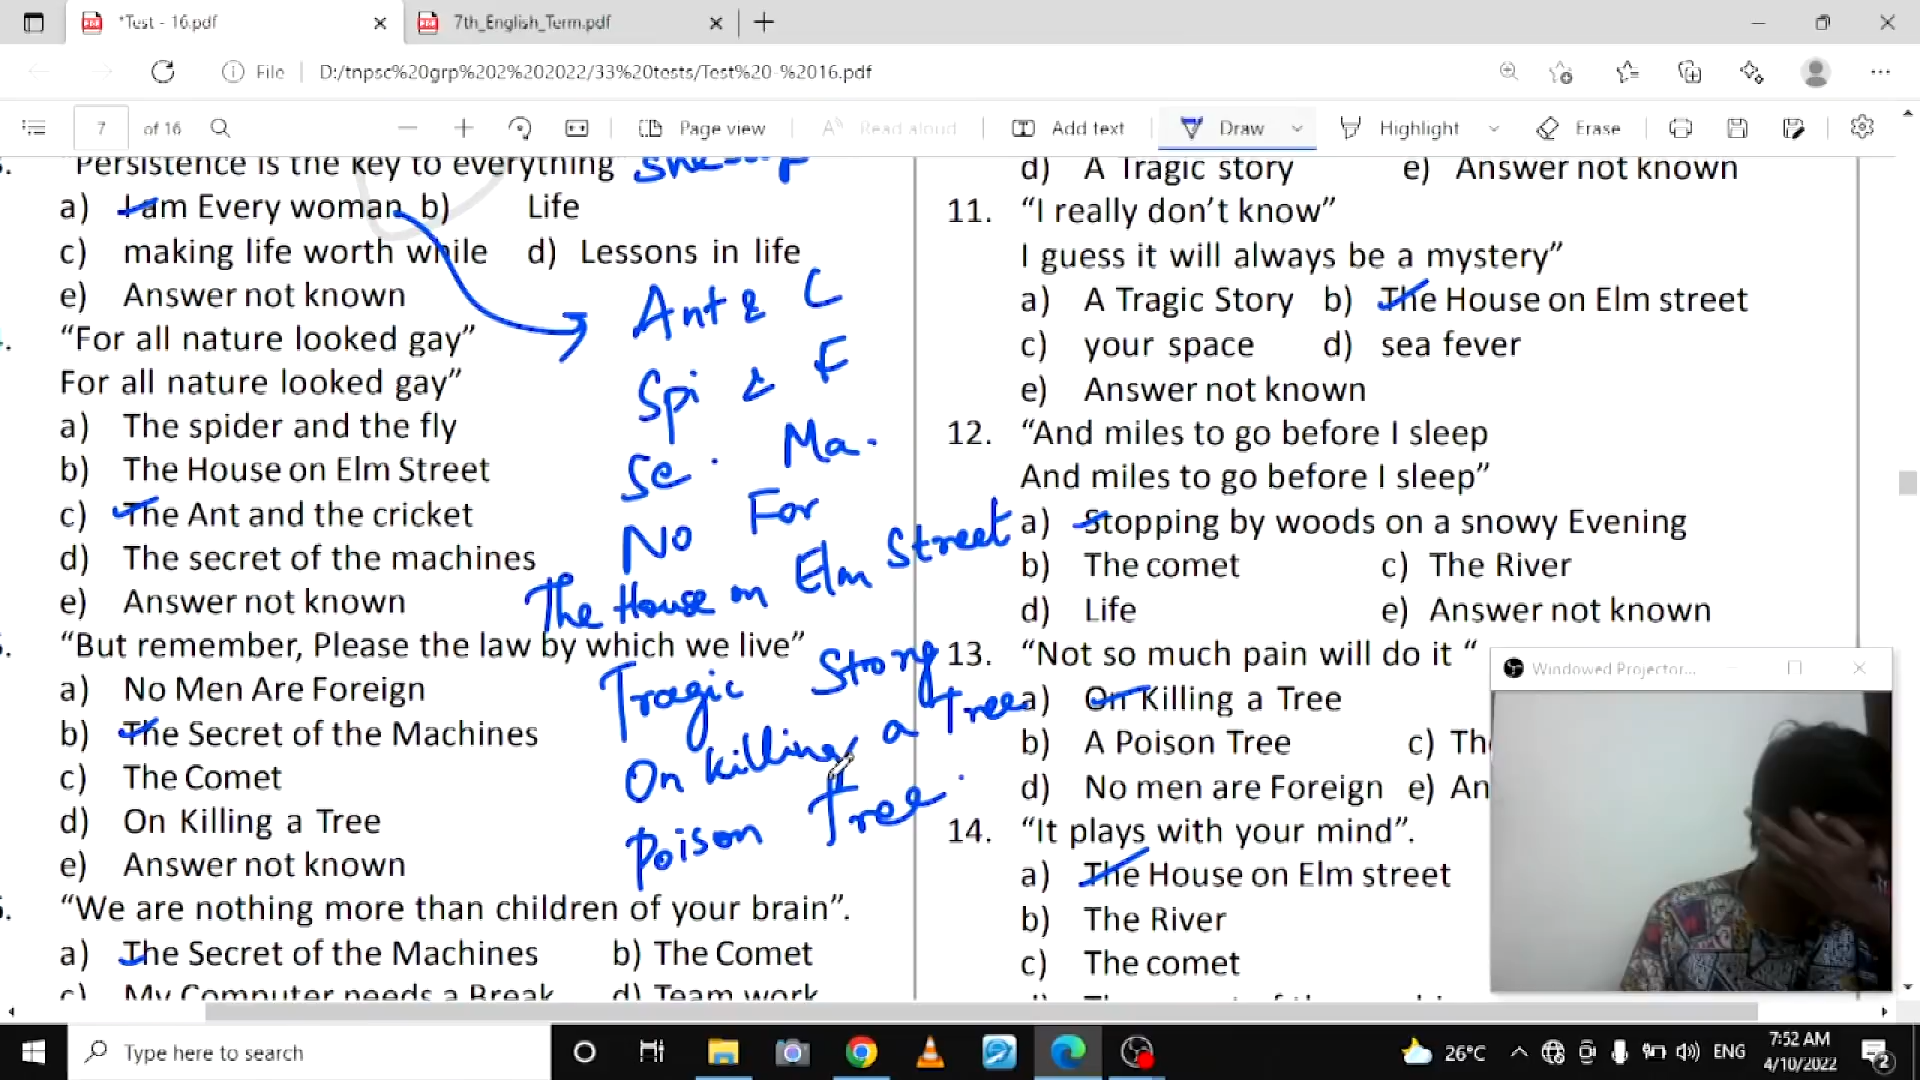 *Test - 16.pdf
7th_English_Term.pdf
File
D:/tnpsc%20grp%202%202022/33%20tests/Test%20-%2016.pdf
7 of 16
Page view
Read aloud
Add text
Draw
Highlight
Erase
"Persistence is the key to everything
a) I am Every woman b) Life
c) making life worth while d) Lessons in life
e) Answer not known
"For all nature looked gay"
For all nature looked gay"
a) The spider and the fly
b) The House on Elm Street
c) The Ant and the cricket
d) The secret of the machines
e) Answer not known
"But remember, Please the law by which we live"
a) No Men Are Foreign
b) The Secret of the Machines
c) The Comet
d) On Killing a Tree
e) Answer not known
"We are nothing more than children of your brain".
a) The Secret of the Machines b) The Comet
c) My Computer needs a Break d) Team work
Ant & C
Spi & F
Se. Ma.
No For
The House on Elm Street
Tragic Strong
On killing a Tree
Poison Tree.
d) A Tragic story e) Answer not known
11. "I really don't know"
I guess it will always be a mystery"
a) A Tragic Story b) The House on Elm street
c) your space d) sea fever
e) Answer not known
12. "And miles to go before I sleep
And miles to go before I sleep"
a) Stopping by woods on a snowy Evening
b) The comet c) The River
d) Life e) Answer not known
13. "Not so much pain will do it "
a) On Killing a Tree
b) A Poison Tree c) Th
d) No men are Foreign e) An
14. "It plays with your mind".
a) The House on Elm street
b) The River
c) The comet
Windowed Projector...
Type here to search
26°C
ENG
7:52 AM
4/10/2022
2